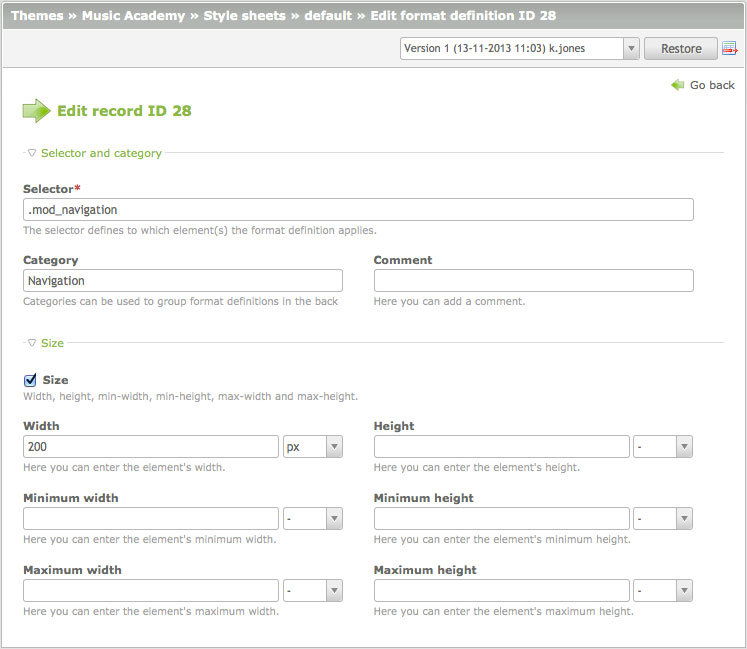 Themes » Music Academy » Style sheets » default » Edit format definition ID 28
Version 1 (13-11-2013 11:03) k.jones Restore
Go back
Edit record ID 28
Selector and category
Selector*
.mod_navigation
The selector defines to which element(s) the format definition applies.
Category Comment
Navigation
Categories can be used to group format definitions in the back Here you can add a comment.
Size
Size
Width, height, min-width, min-height, max-width and max-height.
Width Height
200 px -
Here you can enter the element's width. Here you can enter the element's height.
Minimum width Minimum height
- -
Here you can enter the element's minimum width. Here you can enter the element's minimum height.
Maximum width Maximum height
- -
Here you can enter the element's maximum width. Here you can enter the element's maximum height.